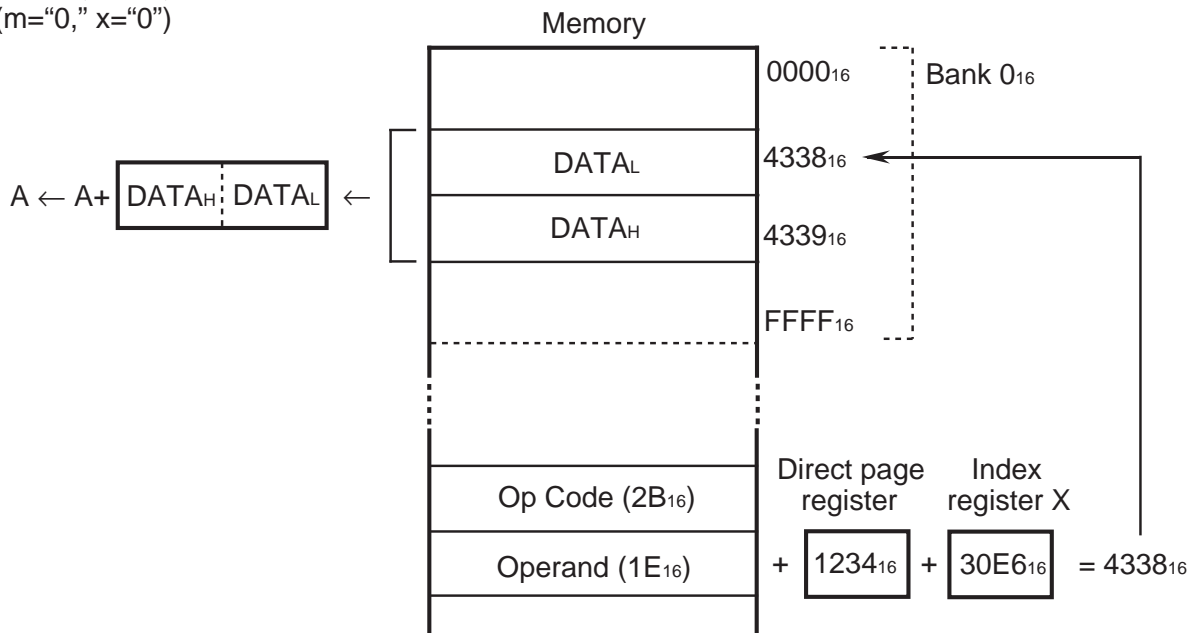 (m=“0,” x=“0”)
Memory
0000₁₆
Bank 0₁₆
DATAL
4338₁₆
A ← A+ DATAH DATAL ←
DATAH
4339₁₆
FFFF₁₆
Direct page register
Index register X
Op Code (2B₁₆)
Operand (1E₁₆) + 1234₁₆ + 30E6₁₆ = 4338₁₆